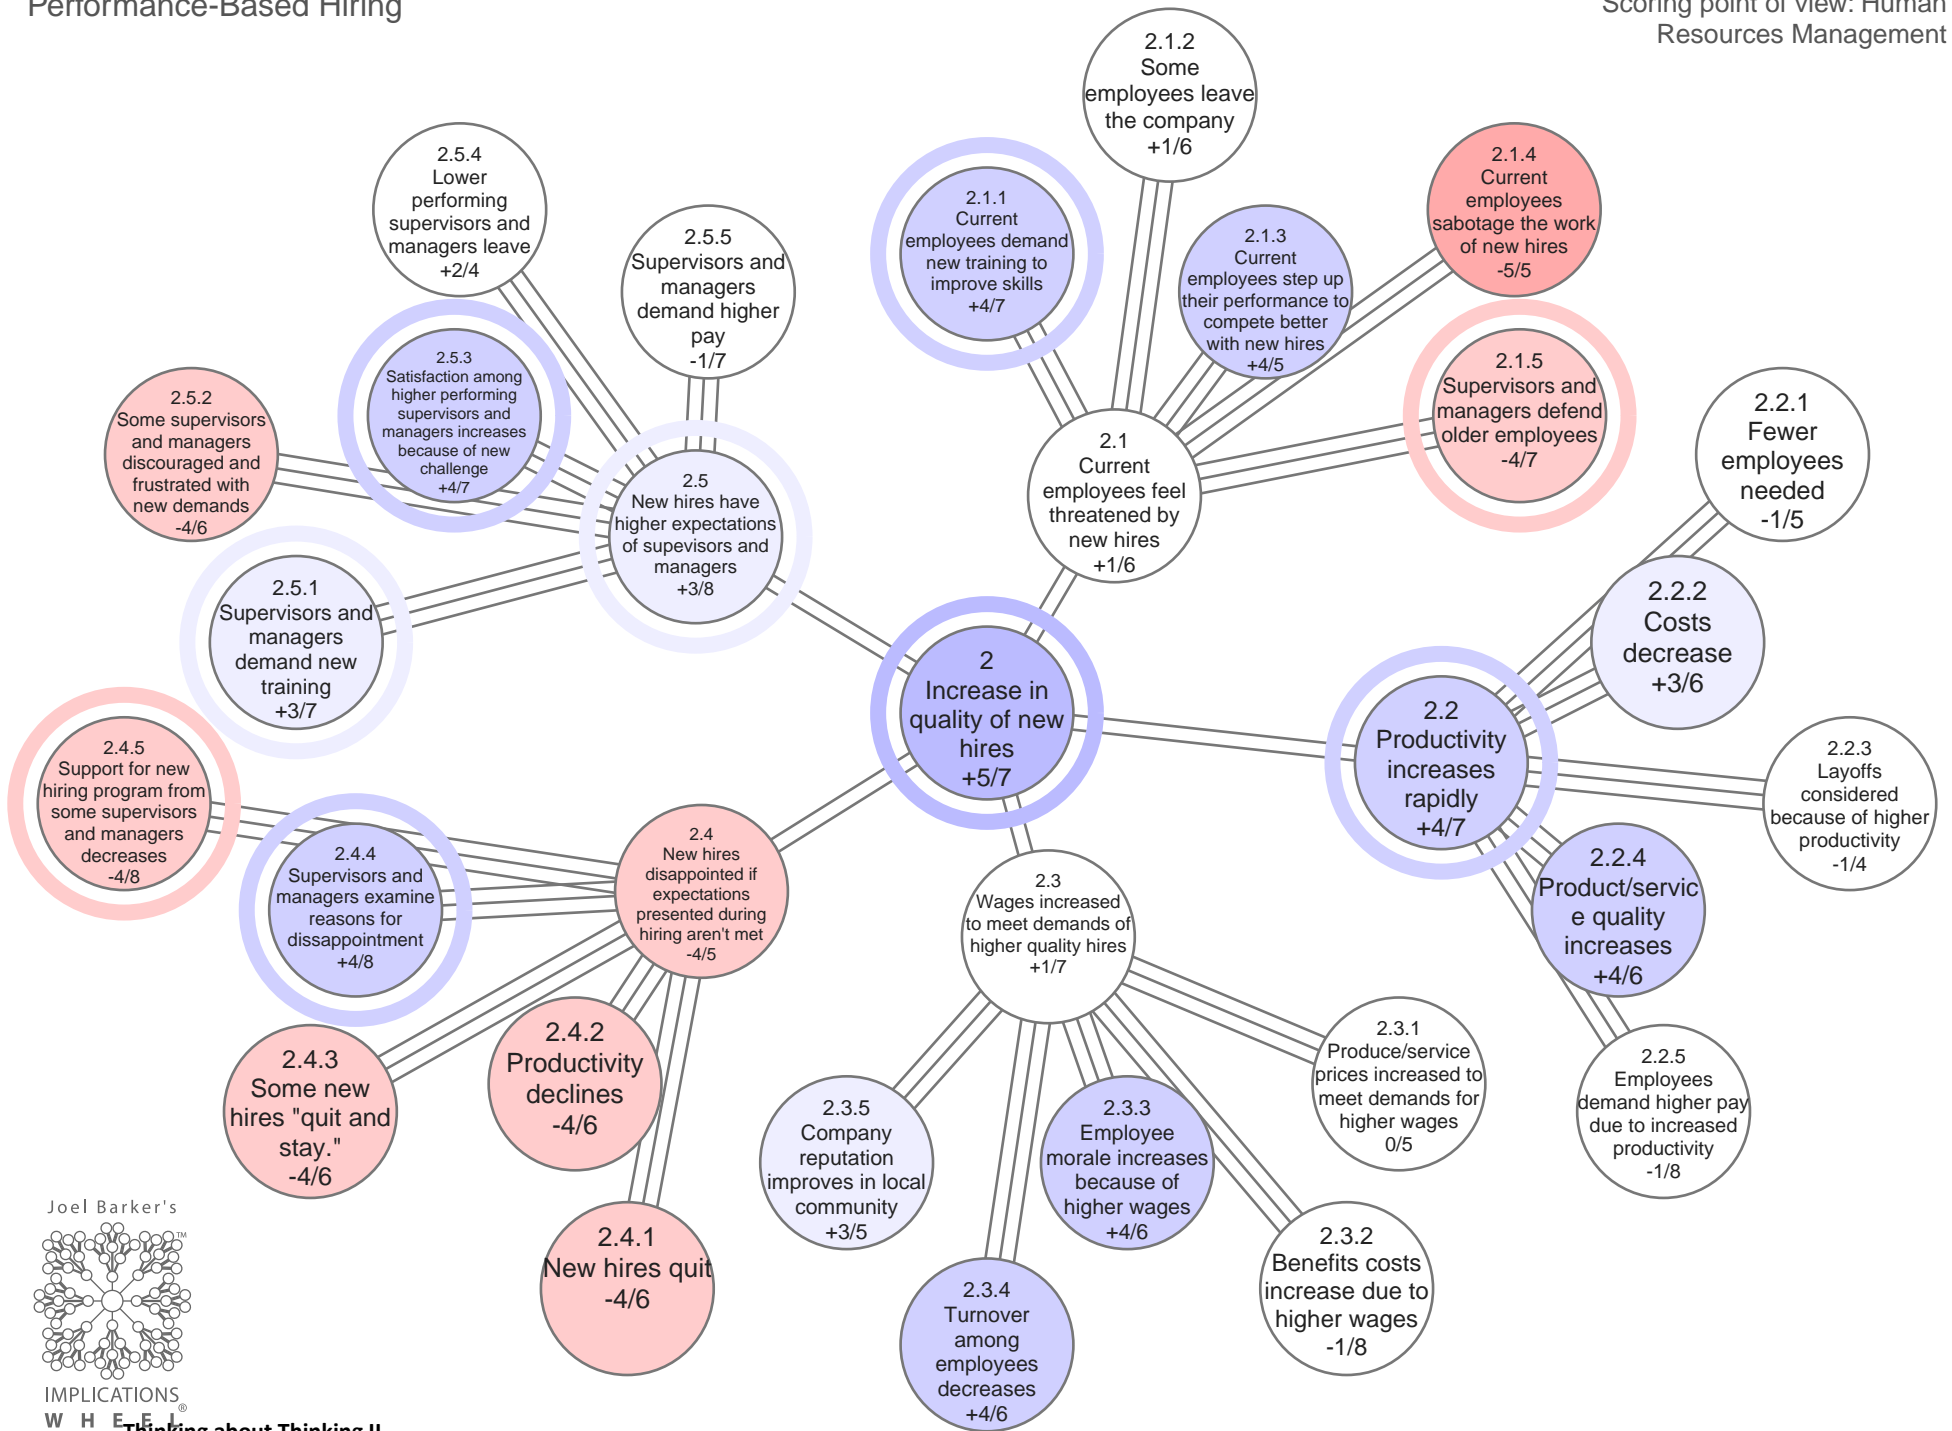 Performance-Based Hiring
Scoring point of view: Human
Resources Management
2.1.2
Some
employees leave
the company
+1/6
2.5.4
Lower
performing
supervisors and
managers leave
+2/4
2.1.4
Current
employees
sabotage the work
of new hires
-5/5
2.1.1
Current
employees demand
new training to
improve skills
+4/7
2.5.5
Supervisors and
managers
demand higher
pay
-1/7
2.1.3
Current
employees step up
their performance to
compete better
with new hires
+4/5
2.5.3
Satisfaction among
higher performing
supervisors and
managers increases
because of new
challenge
+4/7
2.1.5
Supervisors and
managers defend
older employees
-4/7
2.5.2
Some supervisors
and managers
discouraged and
frustrated with
new demands
-4/6
2.2.1
Fewer
employees
needed
-1/5
2.1
Current
employees feel
threatened by
new hires
+1/6
2.5
New hires have
higher expectations
of supevisors and
managers
+3/8
2.5.1
Supervisors and
managers
demand new
training
+3/7
2.2.2
Costs
decrease
+3/6
2
Increase in
quality of new
hires
+5/7
2.2
Productivity
increases
rapidly
+4/7
2.4.5
Support for new
hiring program from
some supervisors
and managers
decreases
-4/8
2.2.3
Layoffs
considered
because of higher
productivity
-1/4
2.4
New hires
disappointed if
expectations
presented during
hiring aren't met
-4/5
2.4.4
Supervisors and
managers examine
reasons for
dissappointment
+4/8
2.2.4
Product/servic
e quality
increases
+4/6
2.3
Wages increased
to meet demands of
higher quality hires
+1/7
2.4.2
Productivity
declines
-4/6
2.4.3
Some new
hires "quit and
stay."
-4/6
2.3.1
Produce/service
prices increased to
meet demands for
higher wages
0/5
2.2.5
Employees
demand higher pay
due to increased
productivity
-1/8
2.3.5
Company
reputation
improves in local
community
+3/5
2.3.3
Employee
morale increases
because of
higher wages
+4/6
2.4.1
New hires quit
-4/6
2.3.2
Benefits costs
increase due to
higher wages
-1/8
2.3.4
Turnover
among
employees
decreases
+4/6
Joel Barker's
TM
IMPLICATIONS
WHEEL®
Thinking about Thinking II